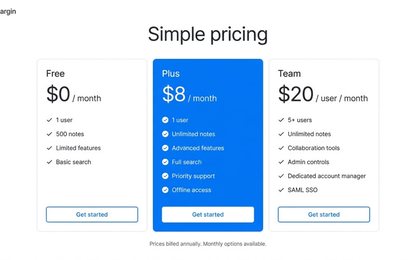 argin
Simple pricing
Free
$0 / month
1 user
500 notes
Limited features
Basic search
Get started
Plus
$8 / month
1 user
Unlimited notes
Advanced features
Full search
Priority support
Offline access
Get started
Team
$20 / user / month
5+ users
Unlimited notes
Collaboration tools
Admin controls
Dedicated account manager
SAML SSO
Get started
Prices billed annually. Monthly options available.